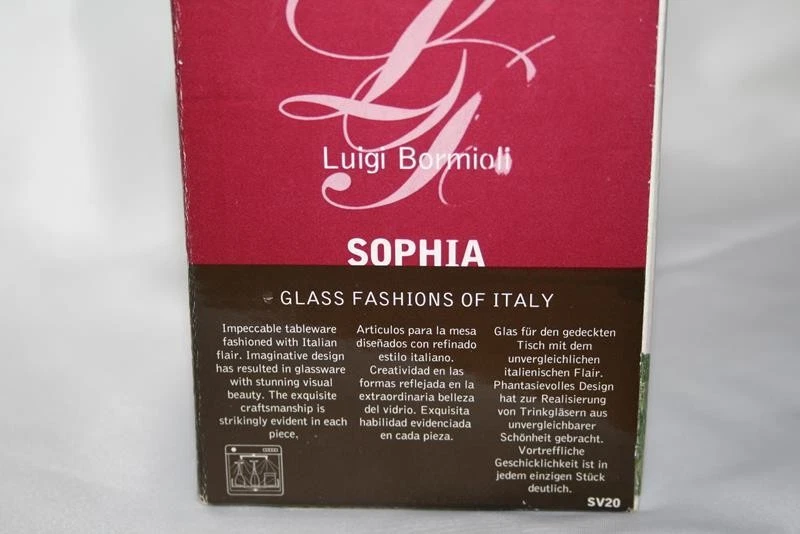 Luigi Bormioli
SOPHIA
GLASS FASHIONS OF ITALY
Impeccable tableware
fashioned with Italian
flair. Imaginative design
has resulted in glassware
with stunning visual
beauty. The exquisite
craftsmanship is
strikingly evident in each
piece,
Articulos para la mesa
diseñados con refinado
estilo italiano.
Creatividad en las
formas reflejada en la
extraordinaria belleza
del vidrio. Exquisita
habilidad evidenciada
en cada pieza.
Glas für den gedeckten
Tisch mit dem
unvergleichlichen
italienischen Flair.
Phantasievolles Design
hat zur Realisierung
von Trinkgläsern aus
unvergleichbarer
Schönheit gebracht.
Vortreffliche
Geschicklichkeit ist in
jedem einzigen Stück
deutlich.
SV20